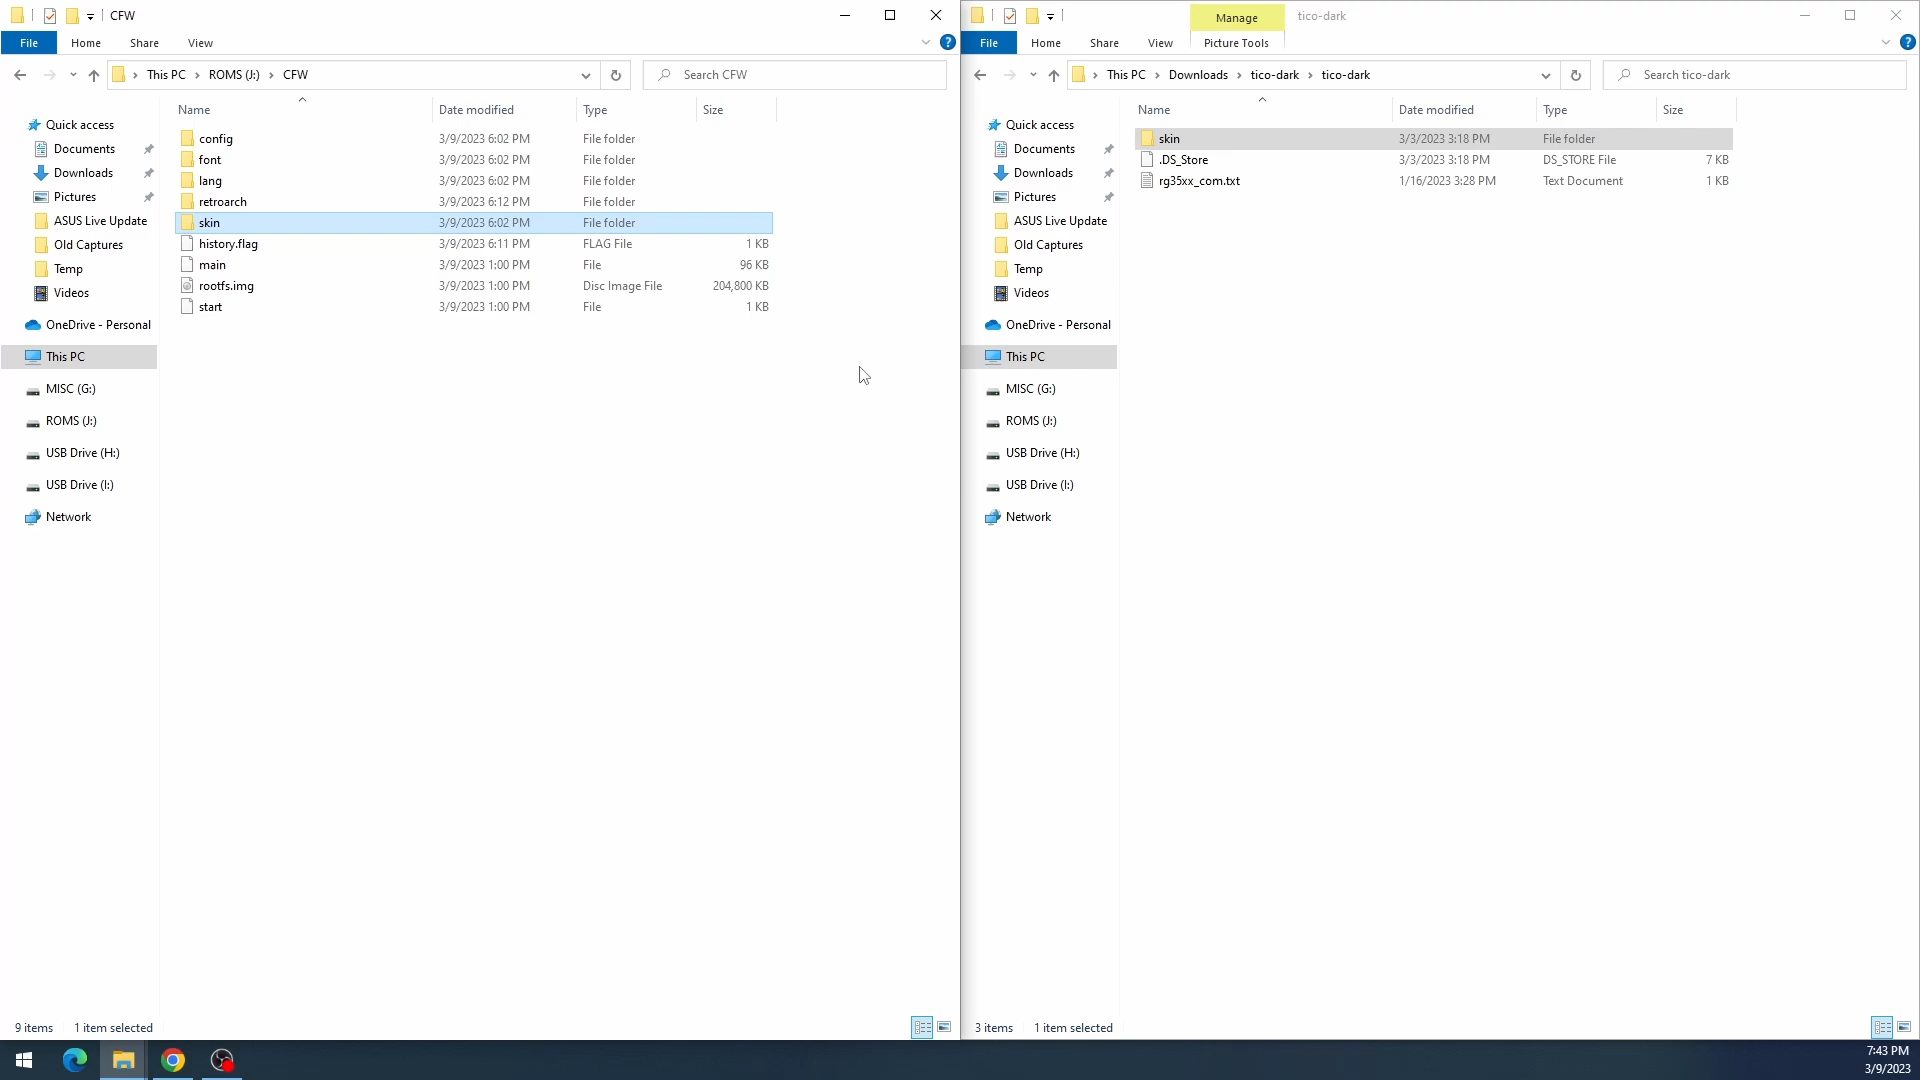 CFW
File Home Share View
This PC › ROMS (J:) › CFW
Search CFW
Name Date modified Type Size
Quick access
Documents
Downloads
Pictures
ASUS Live Update
Old Captures
Temp
Videos
OneDrive - Personal
This PC
MISC (G:)
ROMS (J:)
USB Drive (H:)
USB Drive (I:)
Network
config 3/9/2023 6:02 PM File folder
font 3/9/2023 6:02 PM File folder
lang 3/9/2023 6:02 PM File folder
retroarch 3/9/2023 6:12 PM File folder
skin 3/9/2023 6:02 PM File folder
history.flag 3/9/2023 6:11 PM FLAG File 1 KB
main 3/9/2023 1:00 PM File 96 KB
rootfs.img 3/9/2023 1:00 PM Disc Image File 204,800 KB
start 3/9/2023 1:00 PM File 1 KB
9 items 1 item selected
Manage tico-dark
File Home Share View Picture Tools
This PC › Downloads › tico-dark › tico-dark
Search tico-dark
Name Date modified Type Size
Quick access
Documents
Downloads
Pictures
ASUS Live Update
Old Captures
Temp
Videos
OneDrive - Personal
This PC
MISC (G:)
ROMS (J:)
USB Drive (H:)
USB Drive (I:)
Network
skin 3/3/2023 3:18 PM File folder
.DS_Store 3/3/2023 3:18 PM DS_STORE File 7 KB
rg35xx_com.txt 1/16/2023 3:28 PM Text Document 1 KB
3 items 1 item selected
7:43 PM
3/9/2023